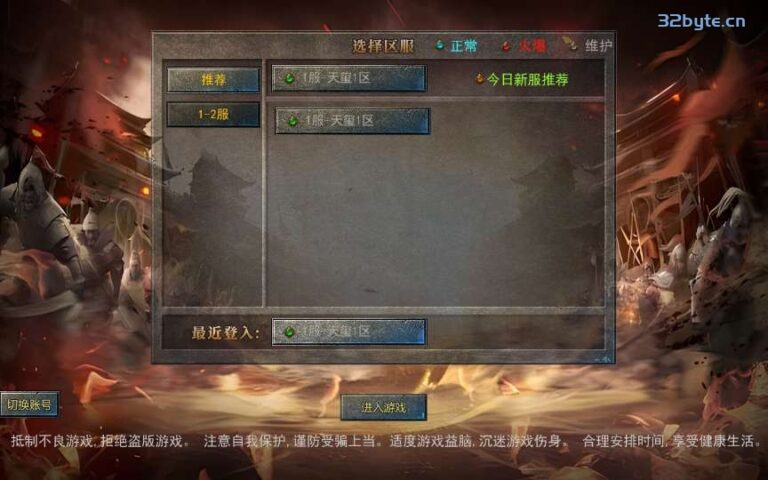 32byte.cn
选择区服 正常 火爆 维护
推荐 1服 天玺1区 今日新服推荐
1-2服 1服 天玺1区
最近登入: 1服 天玺1区
切换账号 进入游戏
抵制不良游戏,拒绝盗版游戏。 注意自我保护,谨防受骗上当。适度游戏益脑,沉迷游戏伤身。 合理安排时间,享受健康生活。